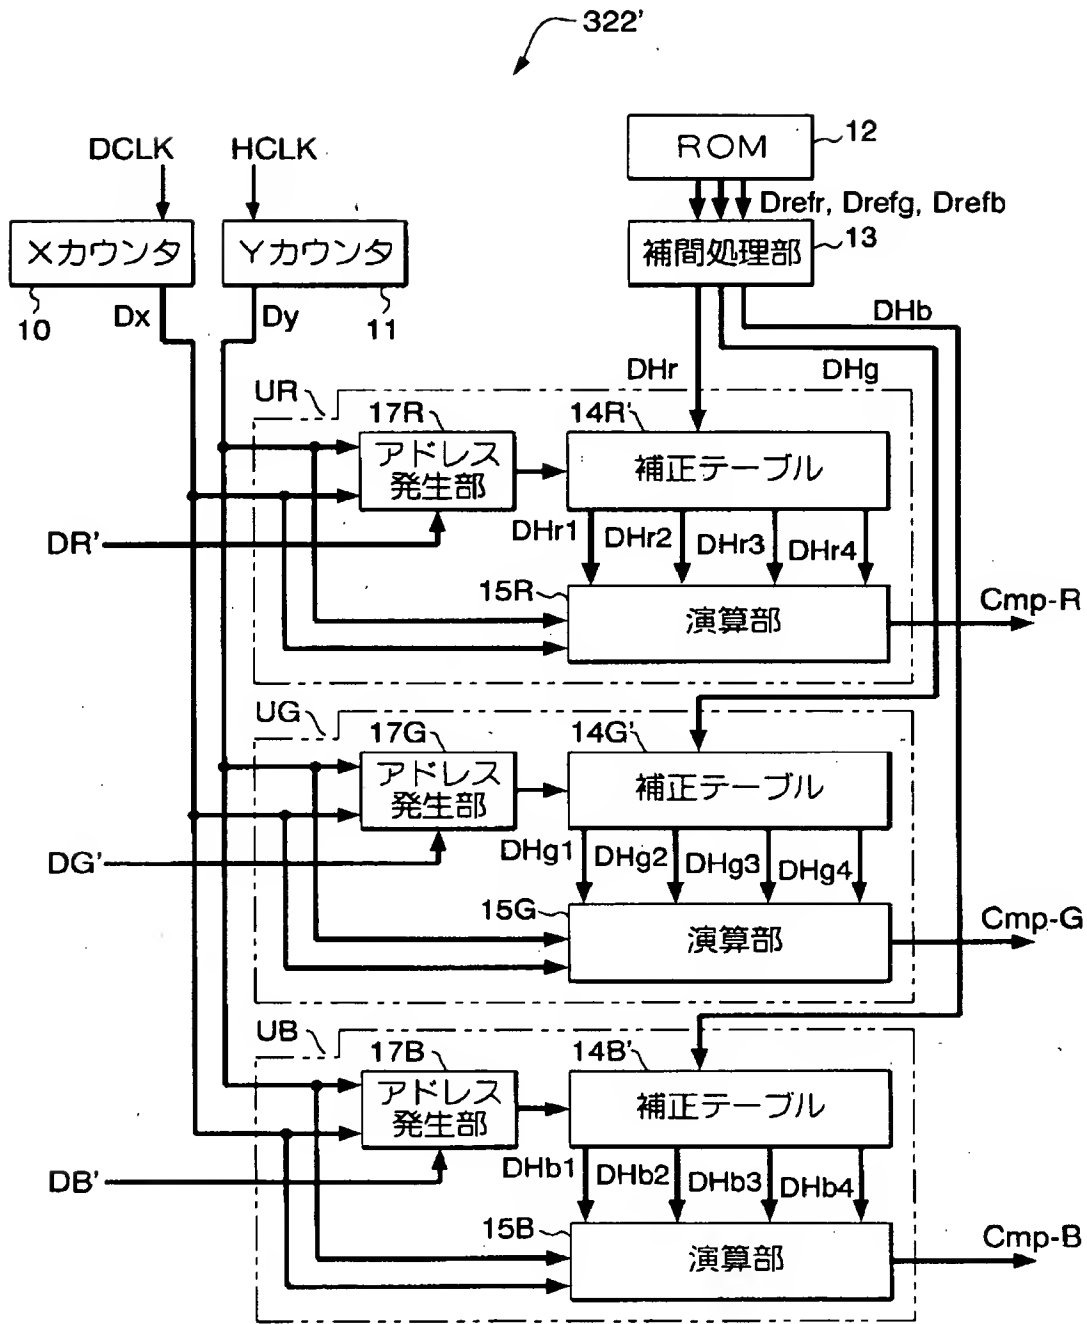 322'
DCLK
HCLK
ROM
12
Drefr, Drefg, Drefb
Xカウンタ
Yカウンタ
補間処理部
13
10
Dx
Dy
11
DHb
DHr
DHg
UR
17R
14R'
アドレス
発生部
補正テーブル
DR'
DHr1
DHr2
DHr3
DHr4
15R
演算部
Cmp-R
UG
17G
14G'
アドレス
発生部
補正テーブル
DG'
DHg1
DHg2
DHg3
DHg4
15G
演算部
Cmp-G
UB
17B
14B'
アドレス
発生部
補正テーブル
DB'
DHb1
DHb2
DHb3
DHb4
15B
演算部
Cmp-B